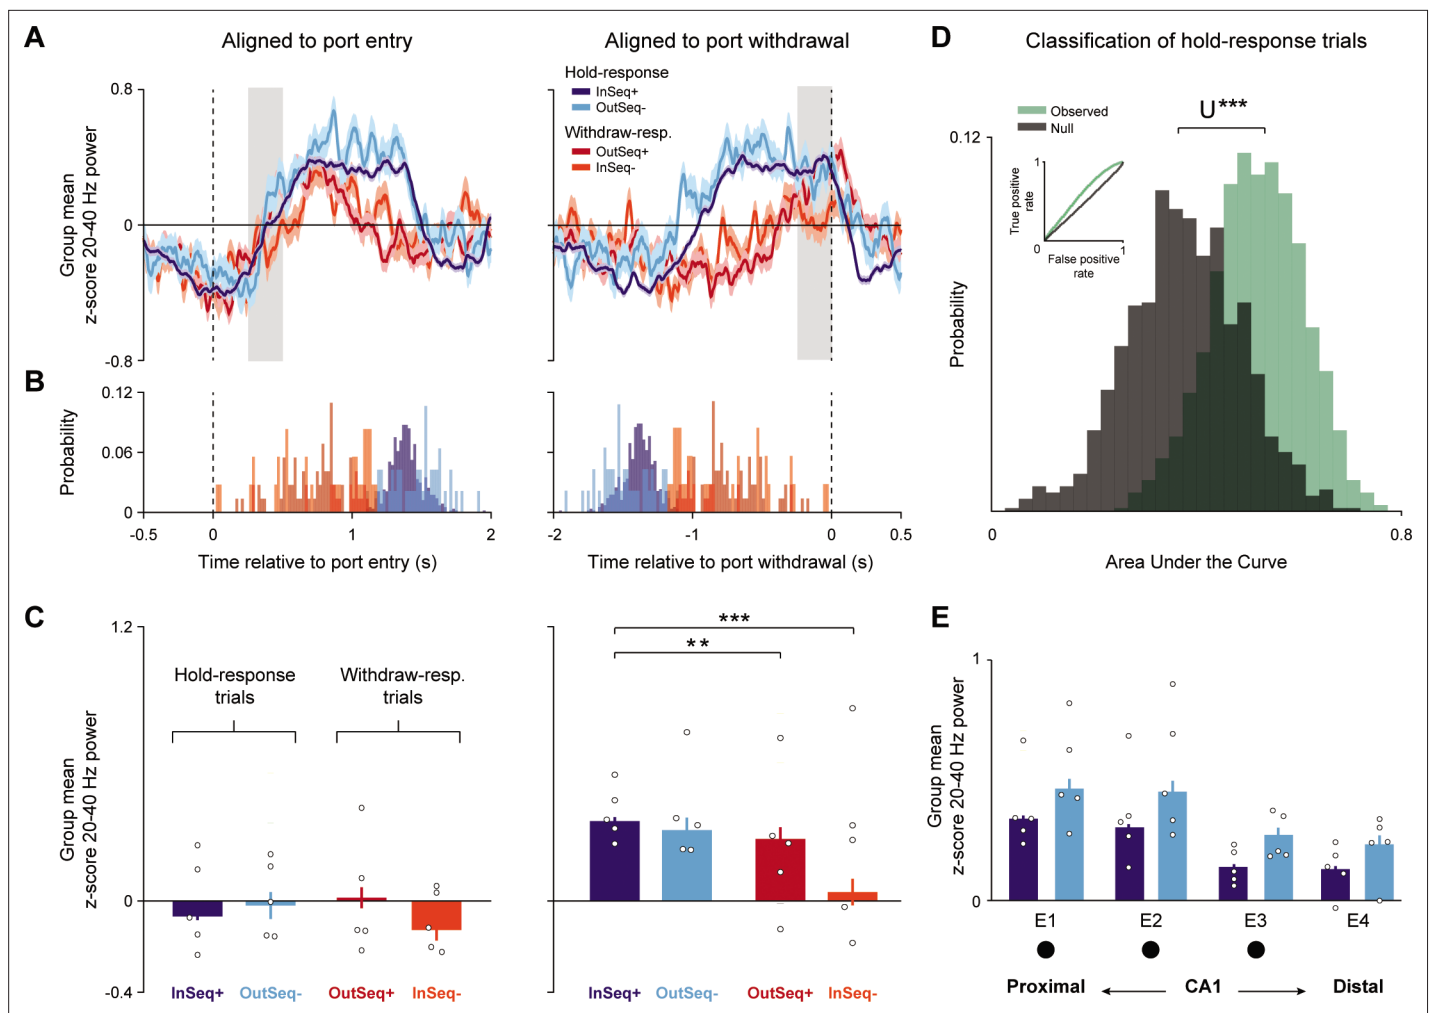 A
Aligned to port entry
Aligned to port withdrawal
Hold-response
InSeq+
OutSeq-
Withdraw-resp.
OutSeq+
InSeq-
0.8
0
-0.8
Group mean
z-score 20-40 Hz power
B
0.12
0.06
0
Probability
-0.5
0
1
2
Time relative to port entry (s)
-2
-1
0
0.5
Time relative to port withdrawal (s)
C
1.2
0
-0.4
Group mean
z-score 20-40 Hz power
Hold-response
trials
Withdraw-resp.
trials
InSeq+
OutSeq-
OutSeq+
InSeq-
***
**
InSeq+
OutSeq-
OutSeq+
InSeq-
D
Classification of hold-response trials
Observed
Null
U***
0.12
Probability
1
True positive
rate
0
False positive
rate
1
0
0.8
Area Under the Curve
E
1
0
Group mean
z-score 20-40 Hz power
E1
E2
E3
E4
Proximal
CA1
Distal